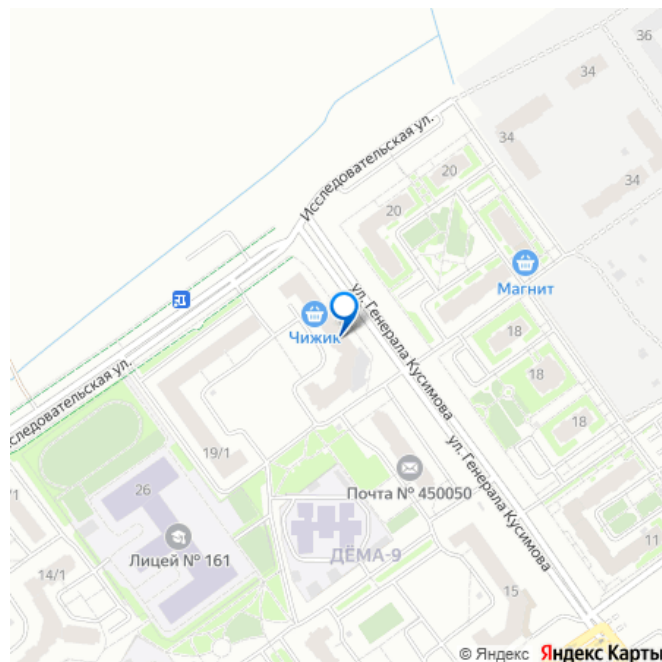 36
34
Исследовательская ул.
34
20
34
20
Магнит
ул. Генерала Кусимова
Чижик
18
сследовательская ул.
18
18
19/1
ул. Генерала Кусимова
Почта № 450050
26
/1
11
ДЁМА-9
Лицей № 161
14/1
15
© Яндекс Яндекс Карты